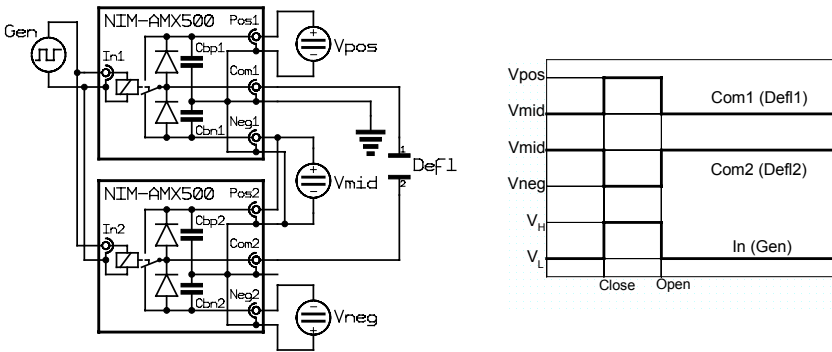 Gen
NIM-AMX500
Pos1
In1
Cbp1
Com1
Cbn1
Neg1
Vpos
Vmid
1
2
Defl
NIM-AMX500
Pos2
In2
Cbp2
Com2
Cbn2
Neg2
Vneg
Vpos
Vmid
Com1 (Defl1)
Vmid
Vneg
Com2 (Defl2)
VH
VL
In (Gen)
Close
Open